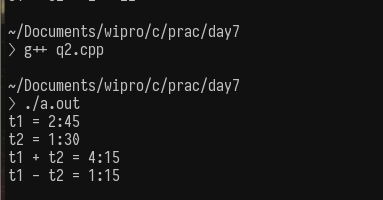 ~/Documents/wipro/c/prac/day7
> g++ q2.cpp
~/Documents/wipro/c/prac/day7
> ./a.out
t1 = 2:45
t2 = 1:30
t1 + t2 = 4:15
t1 - t2 = 1:15